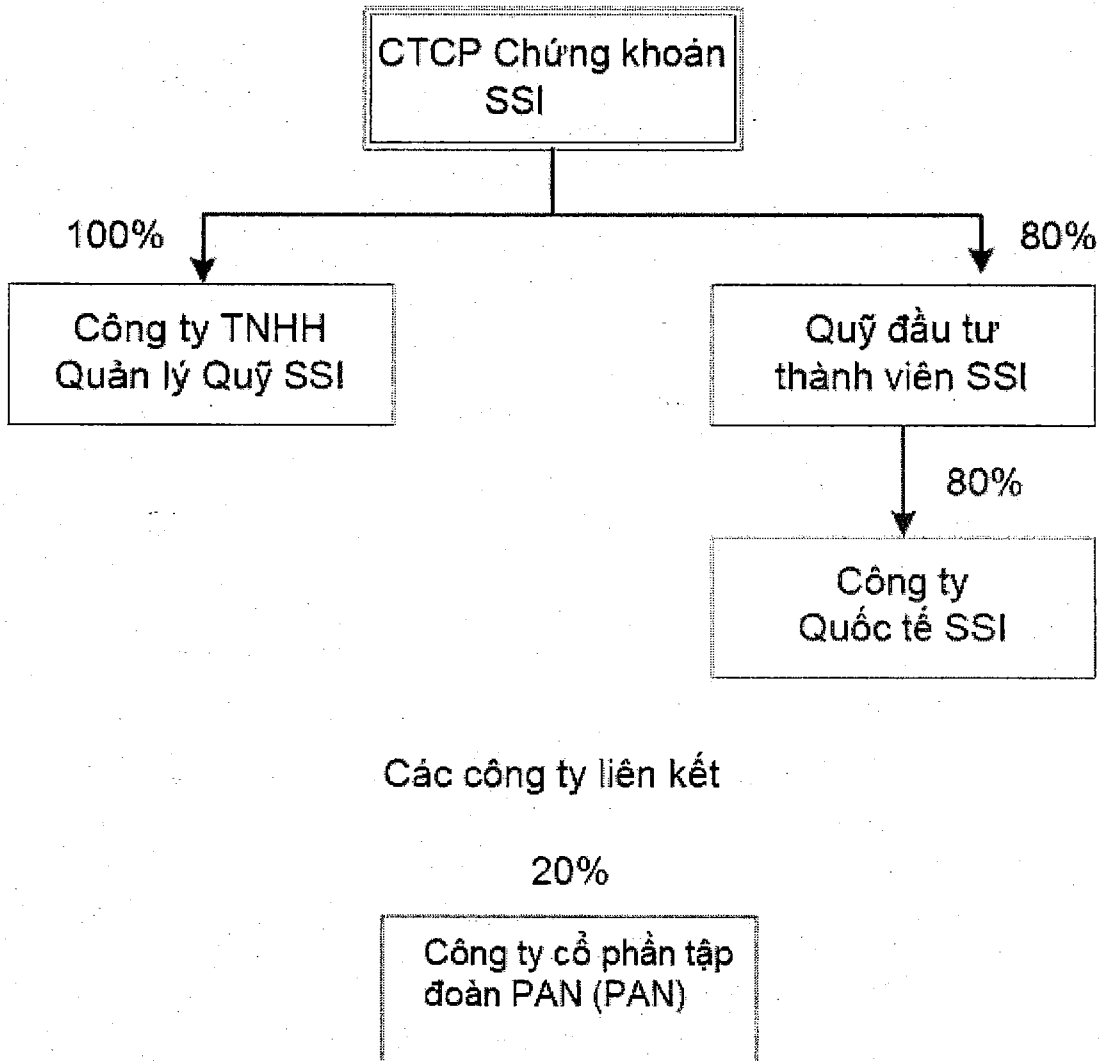 CTCP Chứng khoán
SSI
100%
80%
Công ty TNHH
Quản lý Quỹ SSI
Quỹ đầu tư
thành viên SSI
80%
Công ty
Quốc tế SSI
Các công ty liên kết
20%
Công ty cổ phần tập
đoàn PAN (PAN)